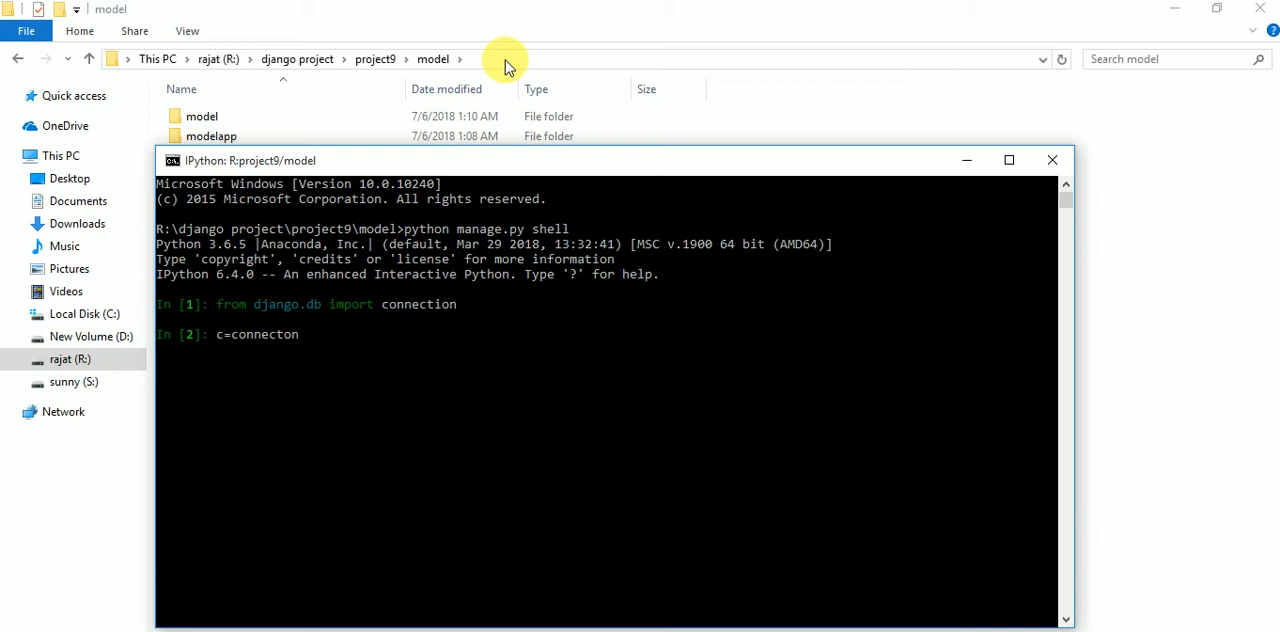 model
File Home Share View
This PC rajat (R:) django project project9 model
Search model
Name Date modified Type Size
Quick access
OneDrive
This PC
Desktop
Documents
Downloads
Music
Pictures
Videos
Local Disk (C:)
New Volume (D:)
rajat (R:)
sunny (S:)
Network
model 7/6/2018 1:10 AM File folder
modelapp 7/6/2018 1:08 AM File folder
IPython: R:project9/model
Microsoft Windows [Version 10.0.10240]
(c) 2015 Microsoft Corporation. All rights reserved.
R:\django project\project9\model>python manage.py shell
Python 3.6.5 |Anaconda, Inc.| (default, Mar 29 2018, 13:32:41) [MSC v.1900 64 bit (AMD64)]
Type 'copyright', 'credits' or 'license' for more information
IPython 6.4.0 -- An enhanced Interactive Python. Type '?' for help.
In [1]: from django.db import connection
In [2]: c=connecton